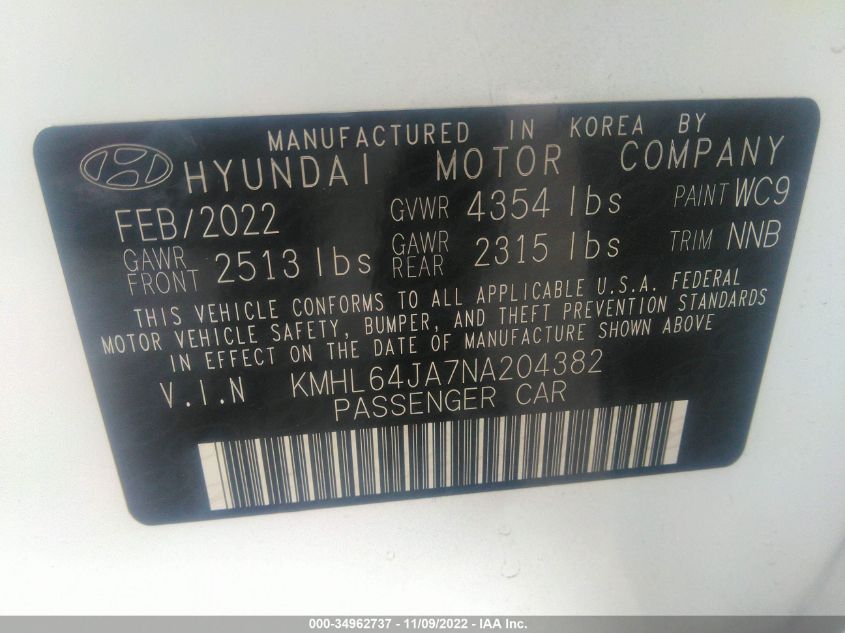 MANUFACTURED IN KOREA BY
HYUNDAI MOTOR COMPANY
FEB/2022 GVWR 4354 lbs PAINT WC9
GAWR FRONT 2513 lbs GAWR REAR 2315 lbs TRIM NNB
THIS VEHICLE CONFORMS TO ALL APPLICABLE U.S.A. FEDERAL
MOTOR VEHICLE SAFETY, BUMPER, AND THEFT PREVENTION STANDARDS
IN EFFECT ON THE DATE OF MANUFACTURE SHOWN ABOVE
V.I.N KMHL64JA7NA204382
PASSENGER CAR
000-34962737 - 11/09/2022 - IAA Inc.